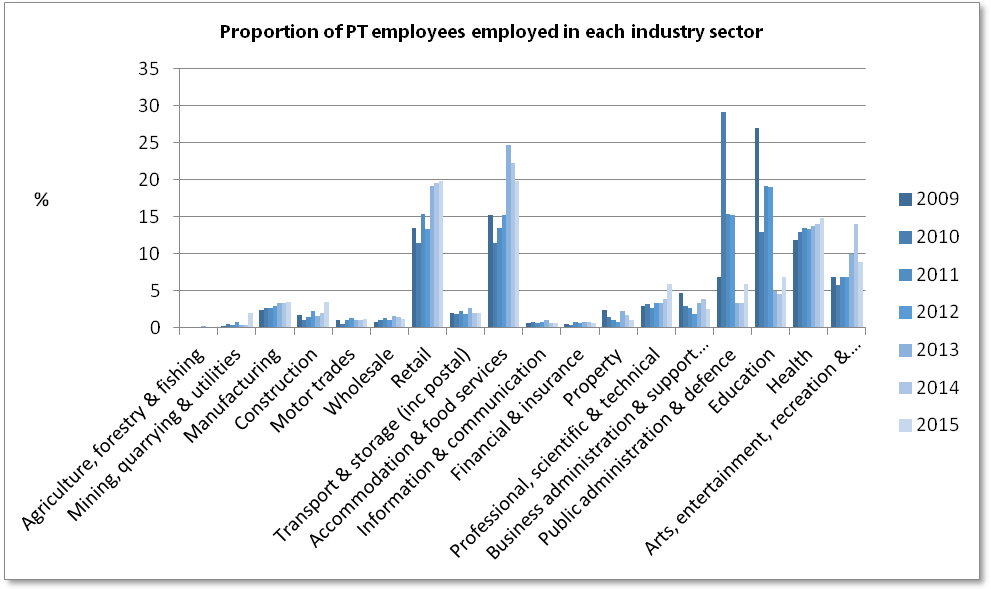 Proportion of PT employees employed in each industry sector
35
30
25
20
15
10
5
0
%
Agriculture, forestry & fishing
Mining, quarrying & utilities
Manufacturing
Construction
Motor trades
Wholesale
Retail
Transport & storage (inc postal)
Accommodation & food services
Information & communication
Financial & insurance
Property
Professional, scientific & technical
Business administration & support...
Public administration & defence
Education
Health
Arts, entertainment, recreation &...
2009
2010
2011
2012
2013
2014
2015